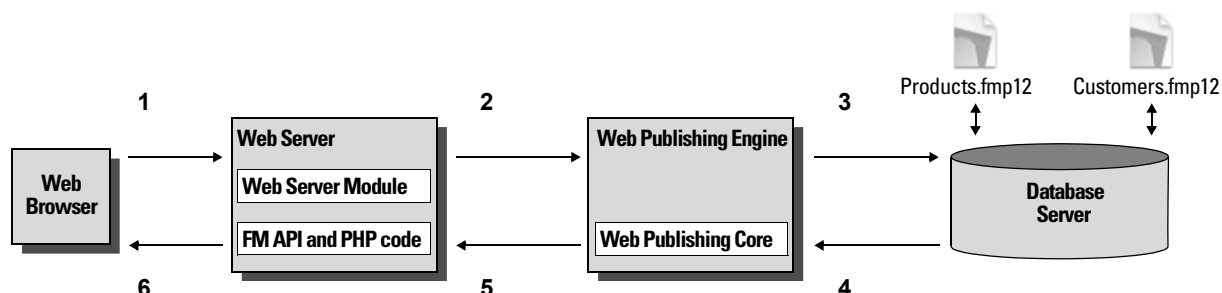 Products.fmp12
Customers.fmp12
1
2
3
Web Server
Web Publishing Engine
Web
Browser
Web Server Module
Database
Server
FM API and PHP code
Web Publishing Core
6
5
4